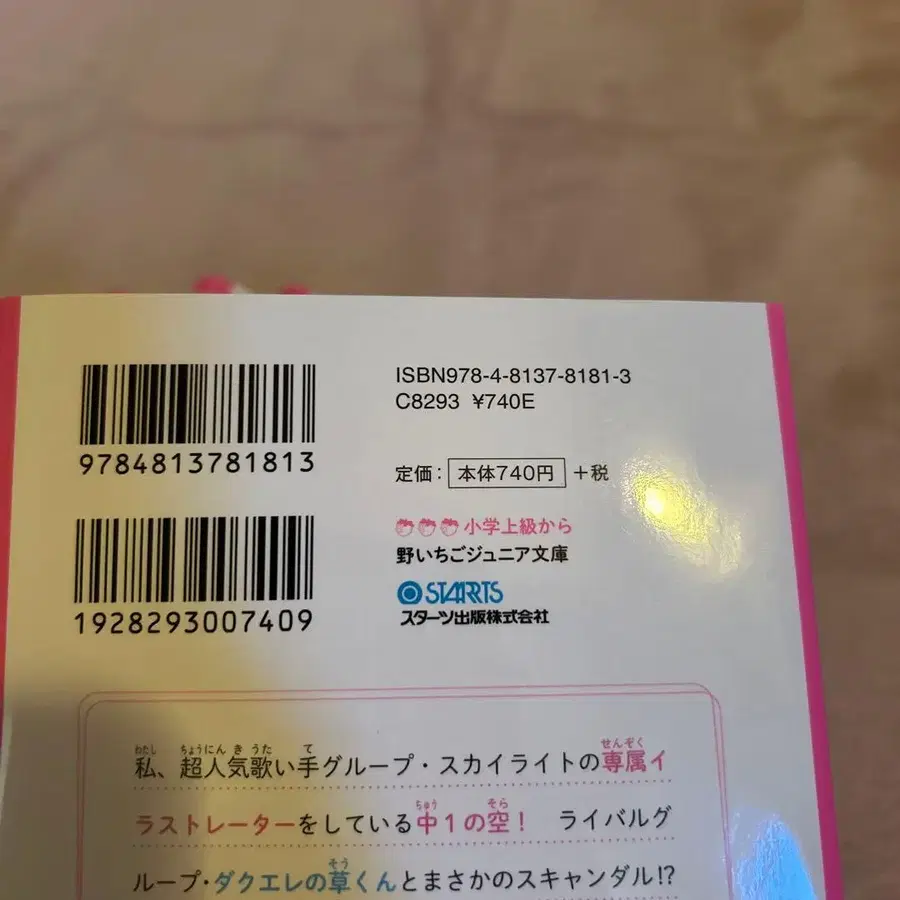 ISBN978-4-8137-8181-3
C8293 ¥740E
9784813781813
定価：本体740円+税
小学上級から
野いちごジュニア文庫
STARTS
スターツ出版株式会社
1928293007409
わたし ちょうにん き うた て せんぞく
私、超人気歌い手グループ・スカイライトの専属イ
ちゅう そら
ラストレーターをしている中1の空！ ライバルグ
そう
ループ・ダクエレの草くんとまさかのスキャンダル!?